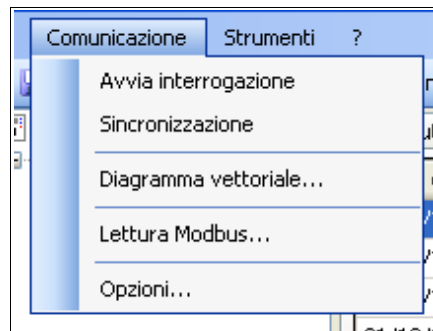 Comunicazione Strumenti ?
Avvia interrogazione
Sincronizzazione
Diagramma vettoriale...
Lettura Modbus...
Opzioni...